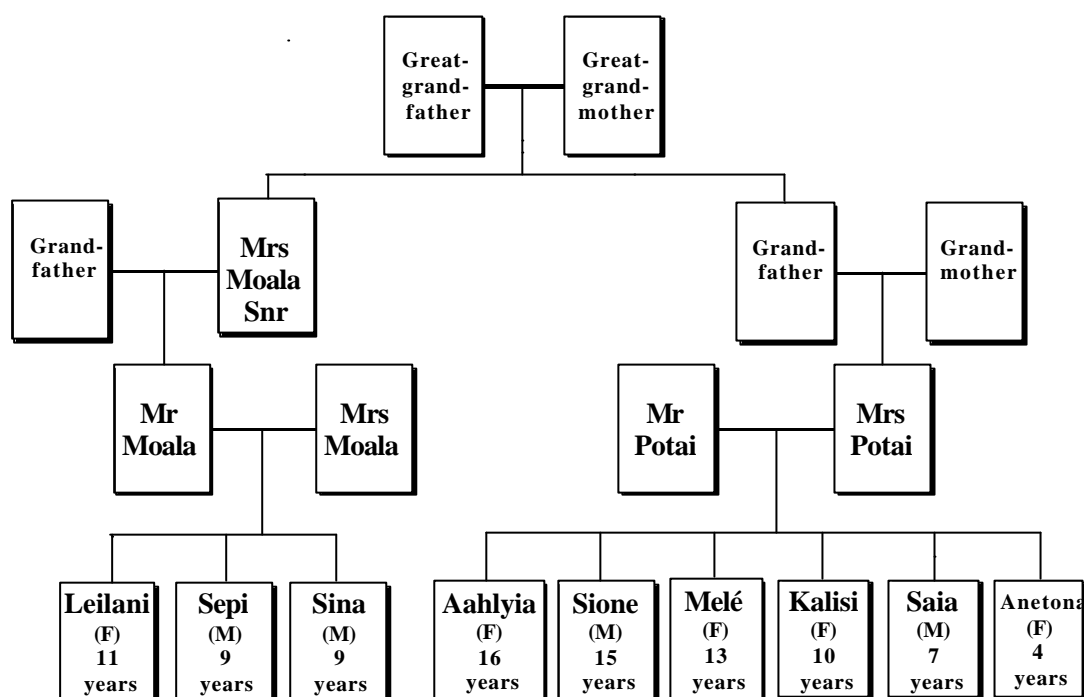 Great-
grand-
father
Great-
grand-
mother
Grand-
father
Mrs
Moala
Snr
Grand-
father
Grand-
mother
Mr
Moala
Mrs
Moala
Mr
Potai
Mrs
Potai
Leilani
(F)
11
years
Sepi
(M)
9
years
Sina
(M)
9
years
Aahlyia
(F)
16
years
Sione
(M)
15
years
Melé
(F)
13
years
Kalisi
(F)
10
years
Saia
(M)
7
years
Anetona
(F)
4
years